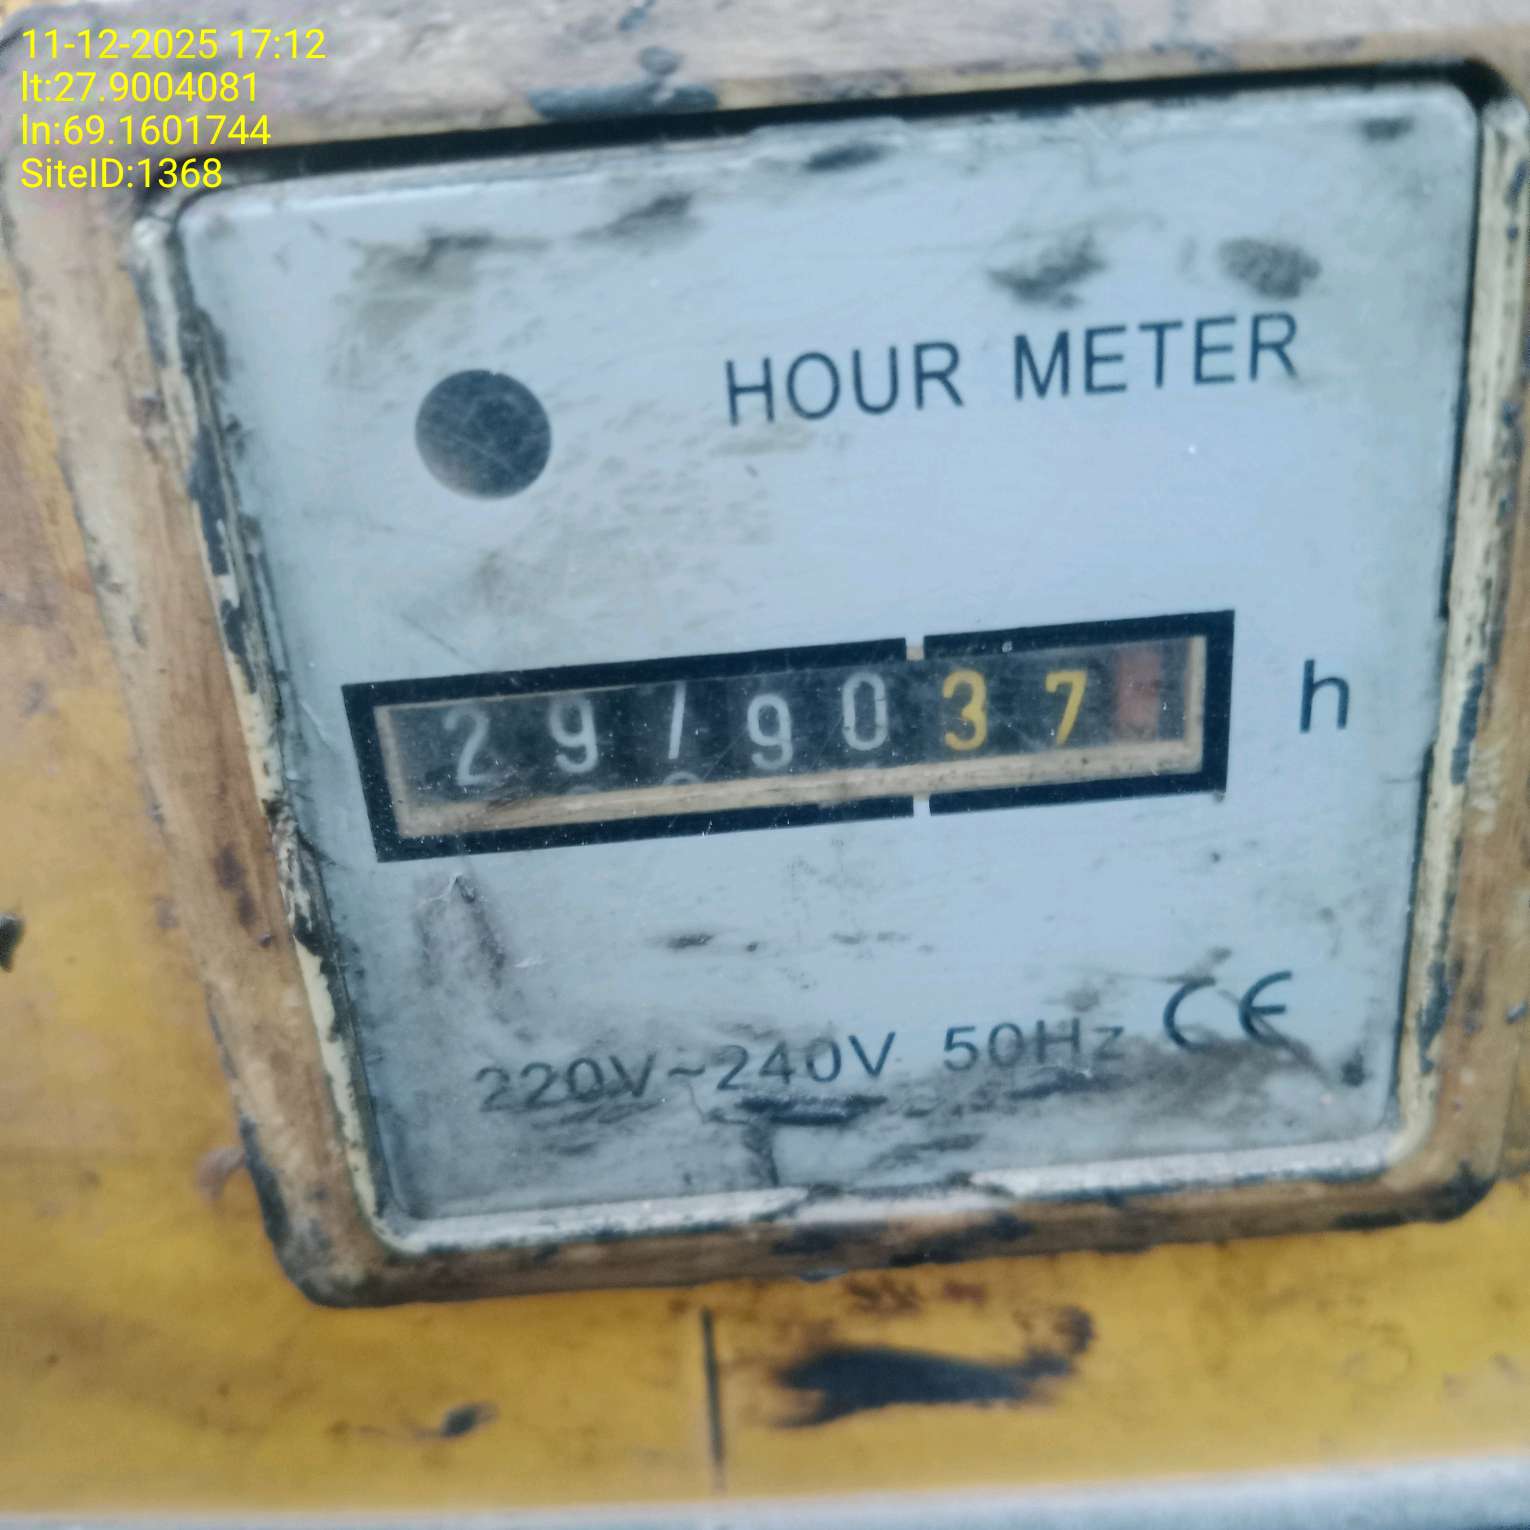 11-12-2025 17:12
lt:27.9004081
ln:69.1601744
SiteID:1368
HOUR METER
2979037 h
220V~240V 50Hz CE